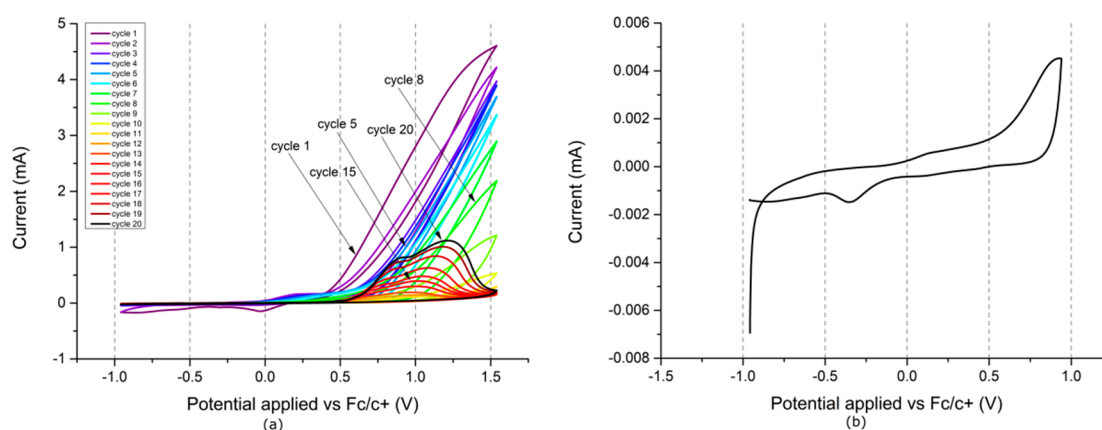 5
4
3
2
1
0
-1
Current (mA)
cycle 1
cycle 2
cycle 3
cycle 4
cycle 5
cycle 6
cycle 7
cycle 8
cycle 9
cycle 10
cycle 11
cycle 12
cycle 13
cycle 14
cycle 15
cycle 16
cycle 17
cycle 18
cycle 19
cycle 20
cycle 8
cycle 5
cycle 20
cycle 1
cycle 15
-1.0 -0.5 0.0 0.5 1.0 1.5
Potential applied vs Fc/c+ (V)
(a)
0.006
0.004
0.002
0.000
-0.002
-0.004
-0.006
-0.008
Current (mA)
-1.5 -1.0 -0.5 0.0 0.5 1.0
Potential applied vs Fc/c+ (V)
(b)